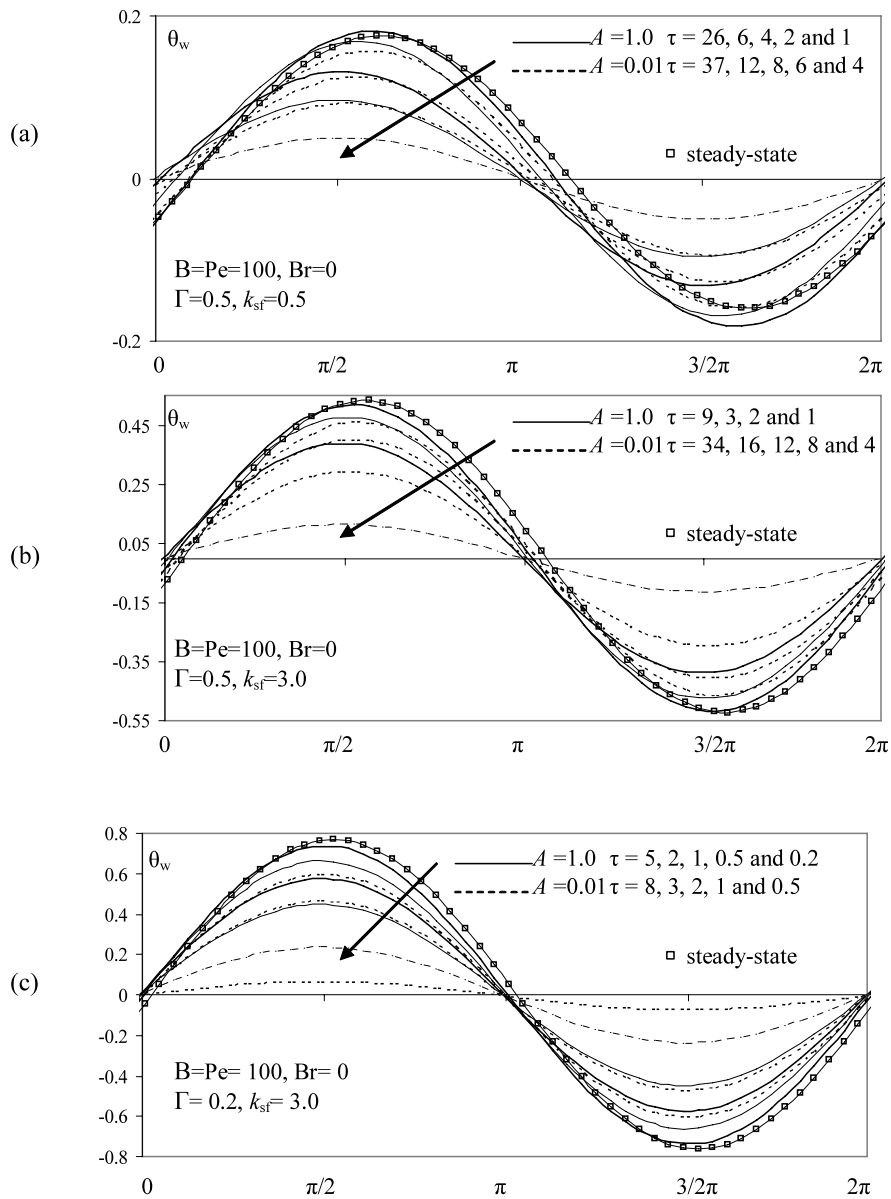 (a)
0.2
θw
A =1.0 τ = 26, 6, 4, 2 and 1
A =0.01 τ = 37, 12, 8, 6 and 4
steady-state
0
B=Pe=100, Br=0
Γ=0.5, ksf=0.5
-0.2
0 π/2 π 3/2π 2π
(b)
θw
0.45
A =1.0 τ = 9, 3, 2 and 1
A =0.01 τ = 34, 16, 12, 8 and 4
0.25
steady-state
0.05
-0.15
B=Pe=100, Br=0
-0.35
Γ=0.5, ksf=3.0
-0.55
0 π/2 π 3/2π 2π
(c)
0.8
θw
A =1.0 τ = 5, 2, 1, 0.5 and 0.2
0.6
A =0.01 τ = 8, 3, 2, 1 and 0.5
0.4
0.2
steady-state
0
-0.2
-0.4
B=Pe= 100, Br= 0
Γ= 0.2, ksf= 3.0
-0.6
-0.8
0 π/2 π 3/2π 2π